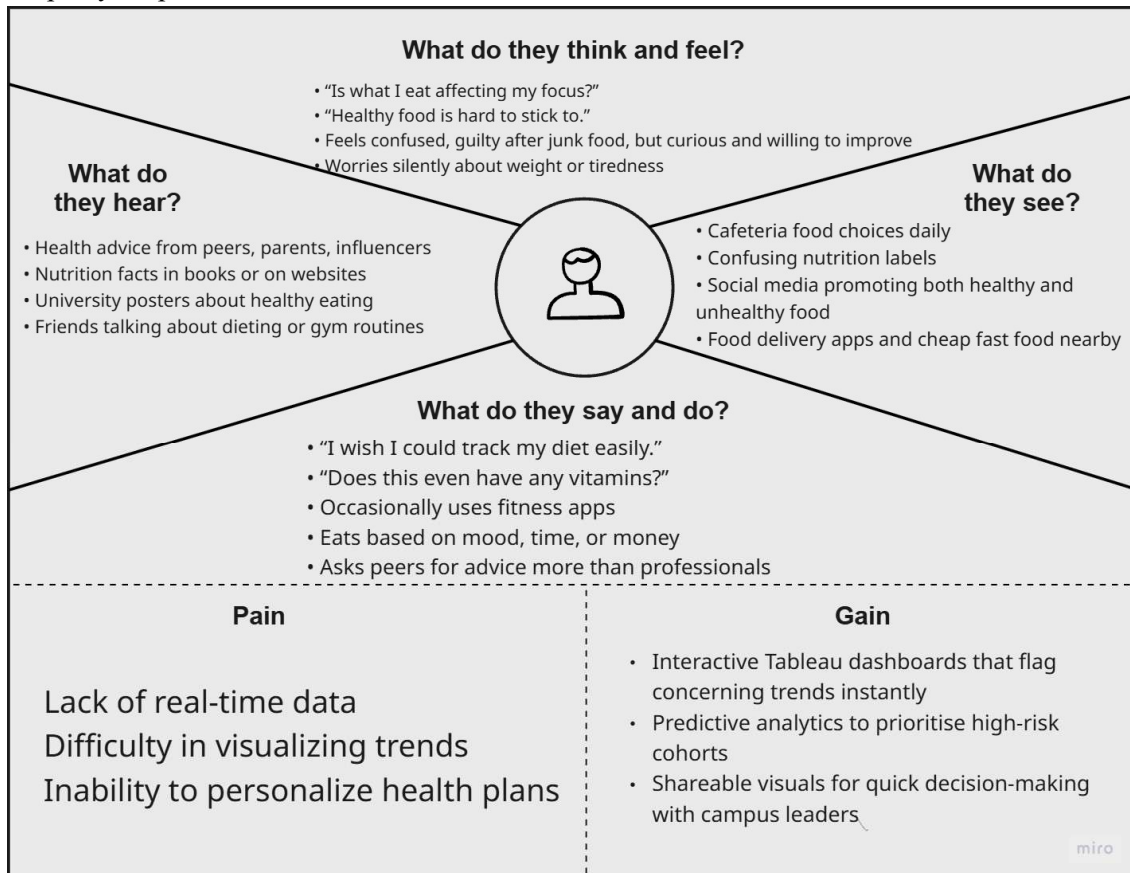 What do they think and feel?
• “Is what I eat affecting my focus?”
• “Healthy food is hard to stick to.”
• Feels confused, guilty after junk food, but curious and willing to improve
• Worries silently about weight or tiredness
What do
they hear?
• Health advice from peers, parents, influencers
• Nutrition facts in books or on websites
• University posters about healthy eating
• Friends talking about dieting or gym routines
What do
they see?
• Cafeteria food choices daily
• Confusing nutrition labels
• Social media promoting both healthy and
unhealthy food
• Food delivery apps and cheap fast food nearby
What do they say and do?
• “I wish I could track my diet easily.”
• “Does this even have any vitamins?”
• Occasionally uses fitness apps
• Eats based on mood, time, or money
• Asks peers for advice more than professionals
Pain
Lack of real-time data
Difficulty in visualizing trends
Inability to personalize health plans
Gain
• Interactive Tableau dashboards that flag
concerning trends instantly
• Predictive analytics to prioritise high-risk
cohorts
• Shareable visuals for quick decision-making
with campus leaders
miro